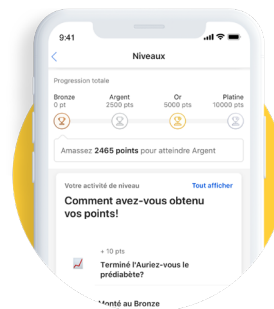 9:41
Niveaux
Progression totale
Bronze Argent Or Platine
0 pt 2500 pts 5000 pts 10000 pts
Amassez 2465 points pour atteindre Argent
Votre activité de niveau Tout afficher
Comment avez-vous obtenu
vos points!
+ 10 pts
Terminé l'Auriez-vous le
prédiabète?
Monté au Bronze